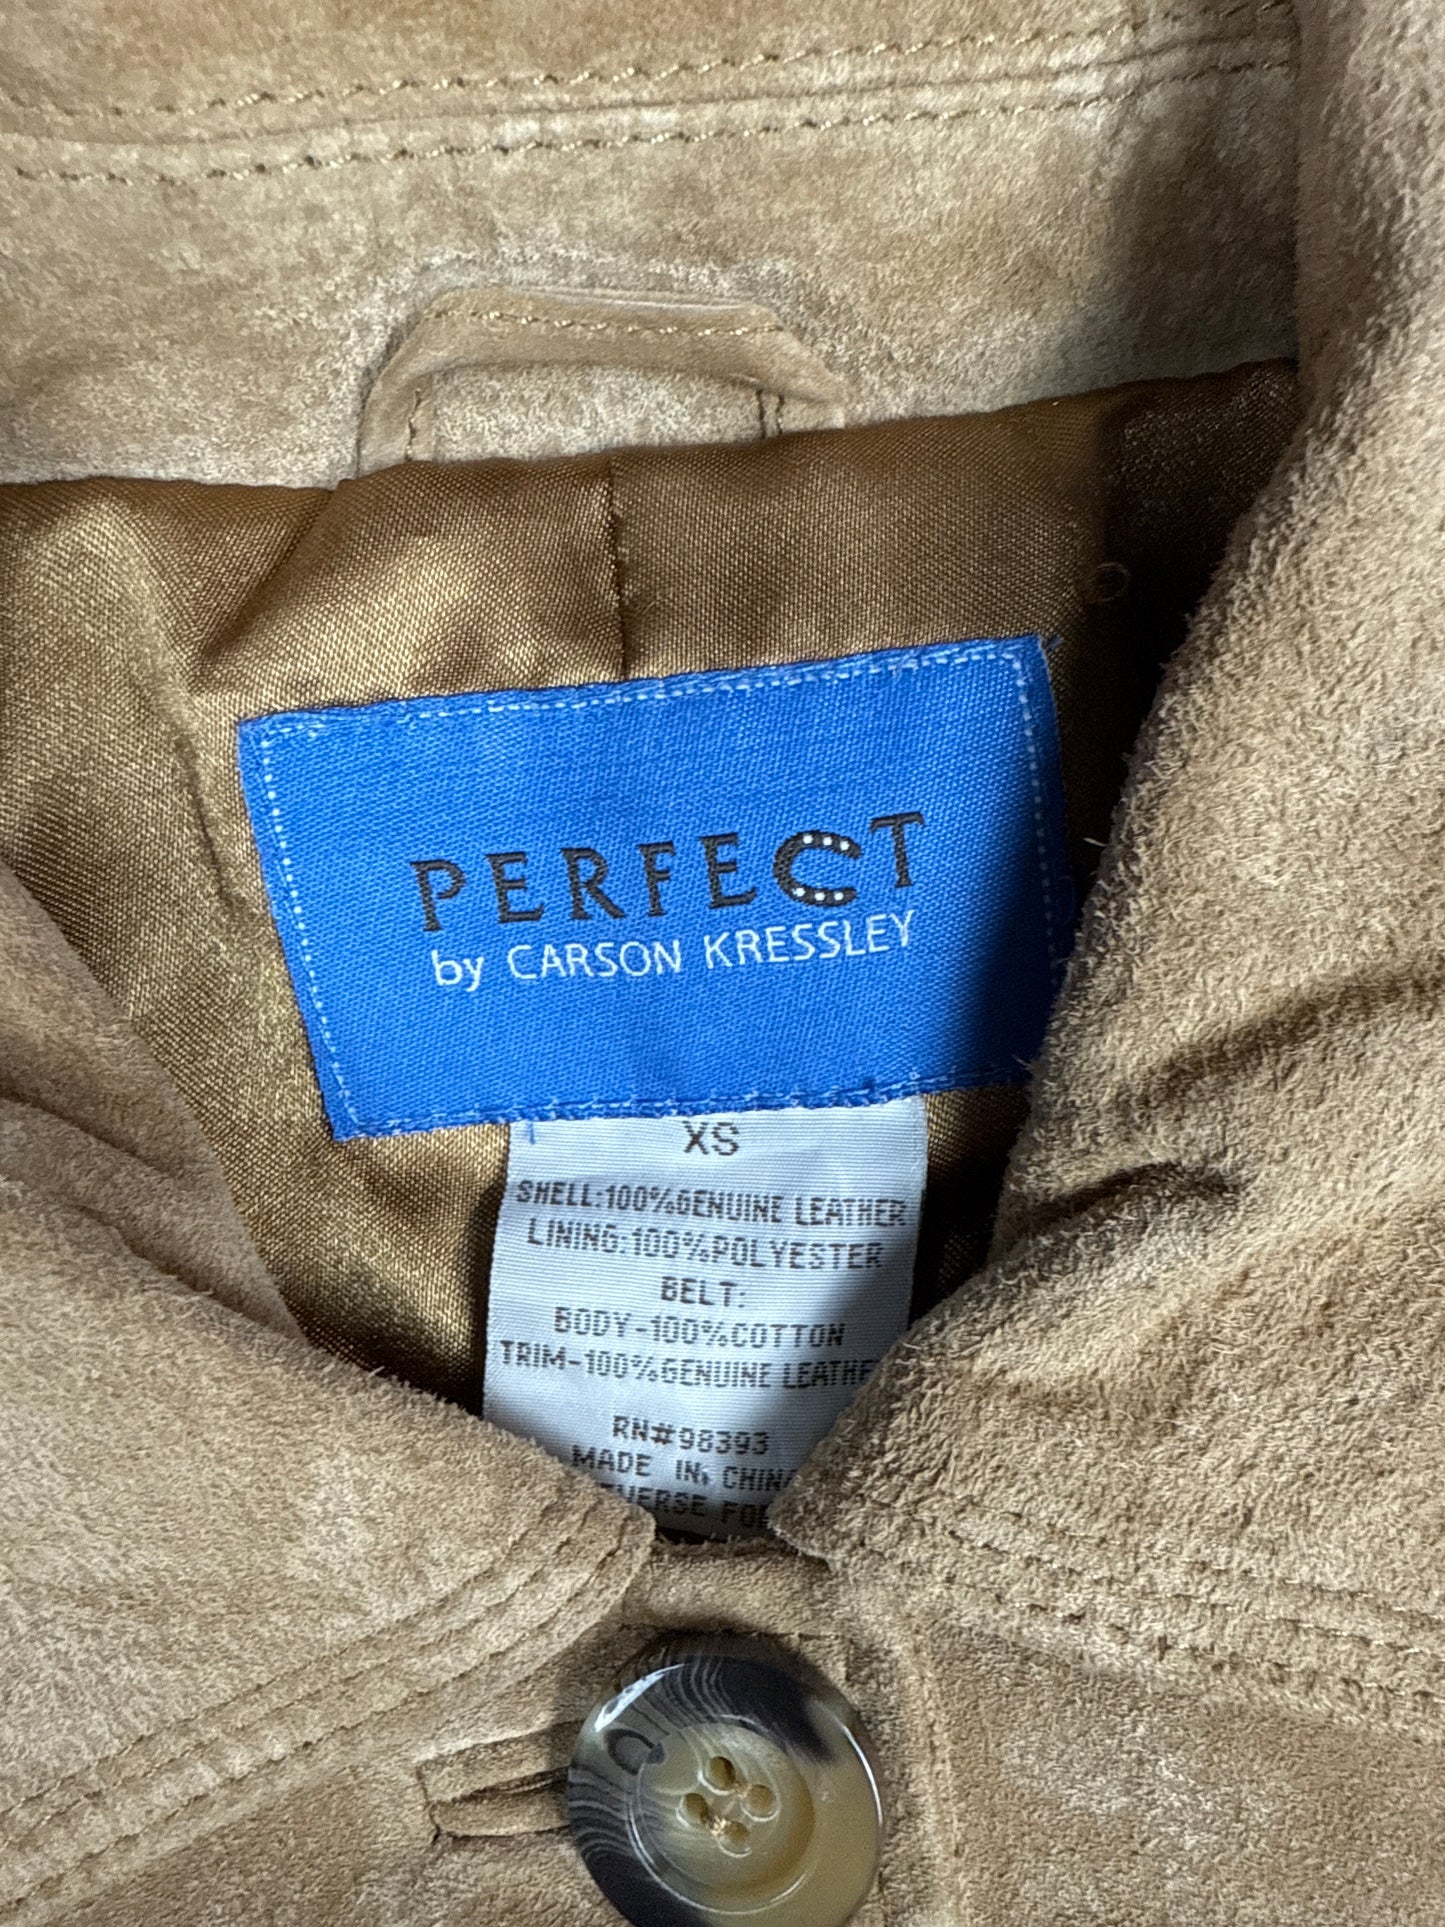 PERFECT
by CARSON KRESSLEY
XS
SHELL:100%GENUINE LEATHER
LINING:100%POLYESTER
BELT:
BODY-100%COTTON
TRIM-100%GENUINE LEATHE
RN#98393
MADE IN CHINA